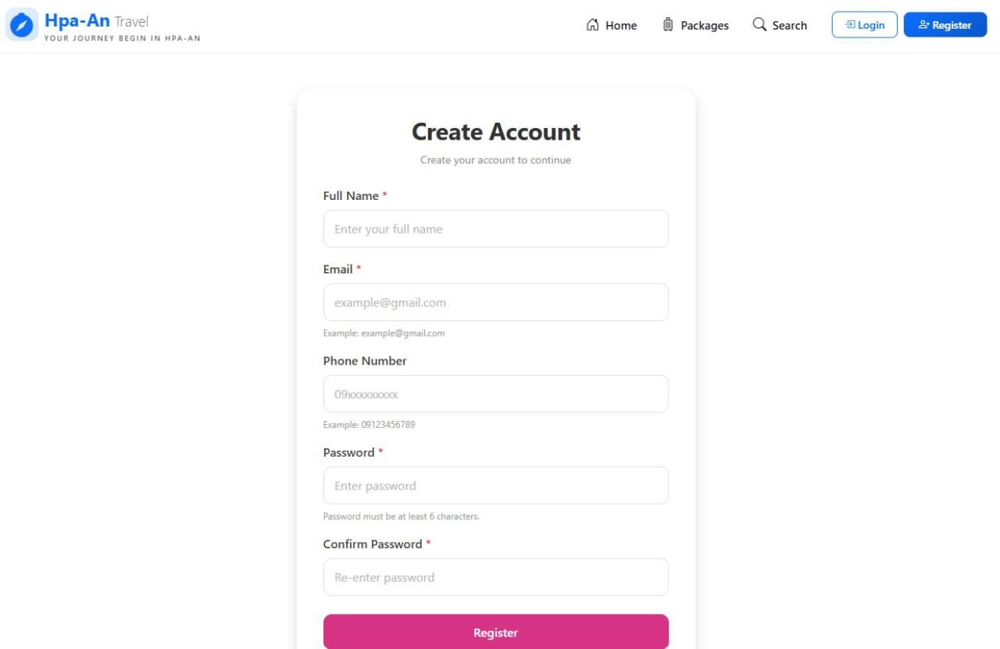 Hpa-An Travel
YOUR JOURNEY BEGIN IN HPA-AN
Home
Packages
Search
Login
Register
Create Account
Create your account to continue
Full Name *
Enter your full name
Email *
example@gmail.com
Example: example@gmail.com
Phone Number
09xxxxxxxxx
Example: 09123456789
Password *
Enter password
Password must be at least 6 characters.
Confirm Password *
Re-enter password
Register